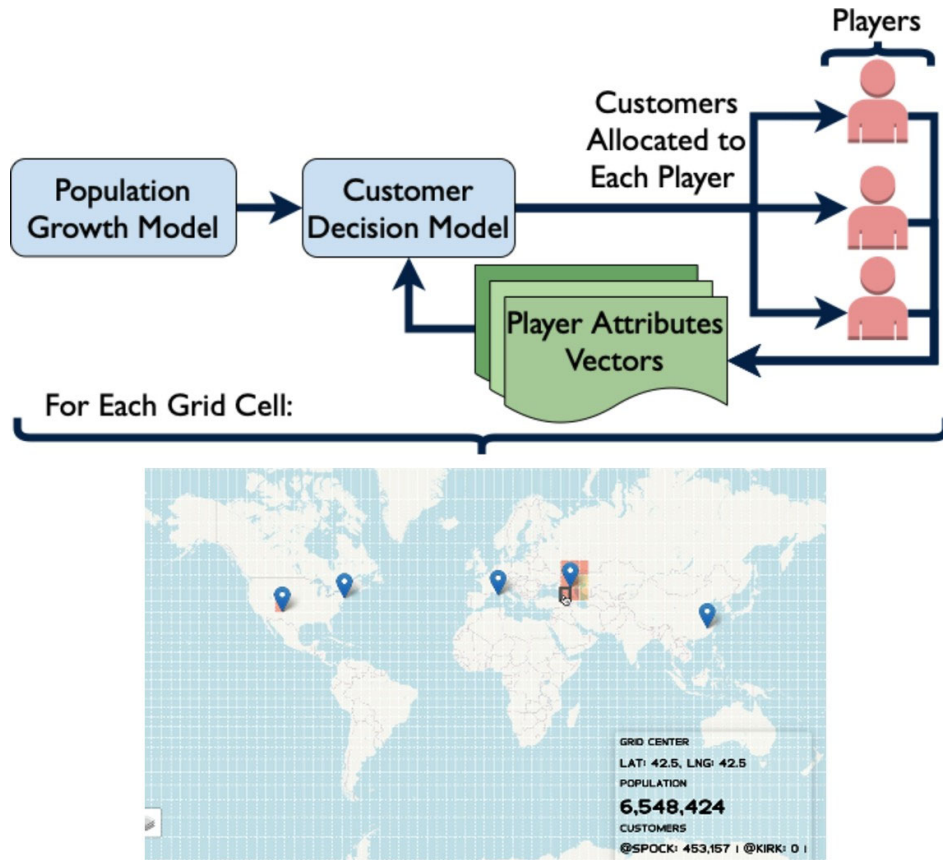 Players
Customers
Allocated to
Each Player
Population
Growth Model
Customer
Decision Model
Player Attributes
Vectors
For Each Grid Cell:
GRID CENTER
LAT: 42.5, LNG: 42.5
POPULATION
6,548,424
CUSTOMERS
@SPOCK: 453,157 | @KIRK: 0 |